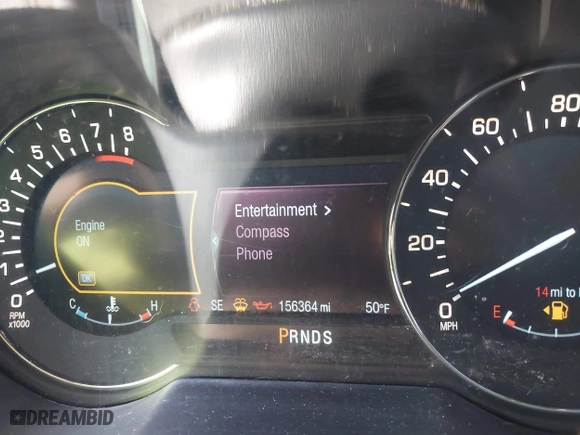 8
7
6
5
4
3
2
1
0
RPM
x1000
Engine
ON
OK
C
H
Entertainment >
Compass
Phone
SE
156364 mi
50°F
PRNDS
80
60
40
20
0
MPH
E
14 mi to
DREAMBID